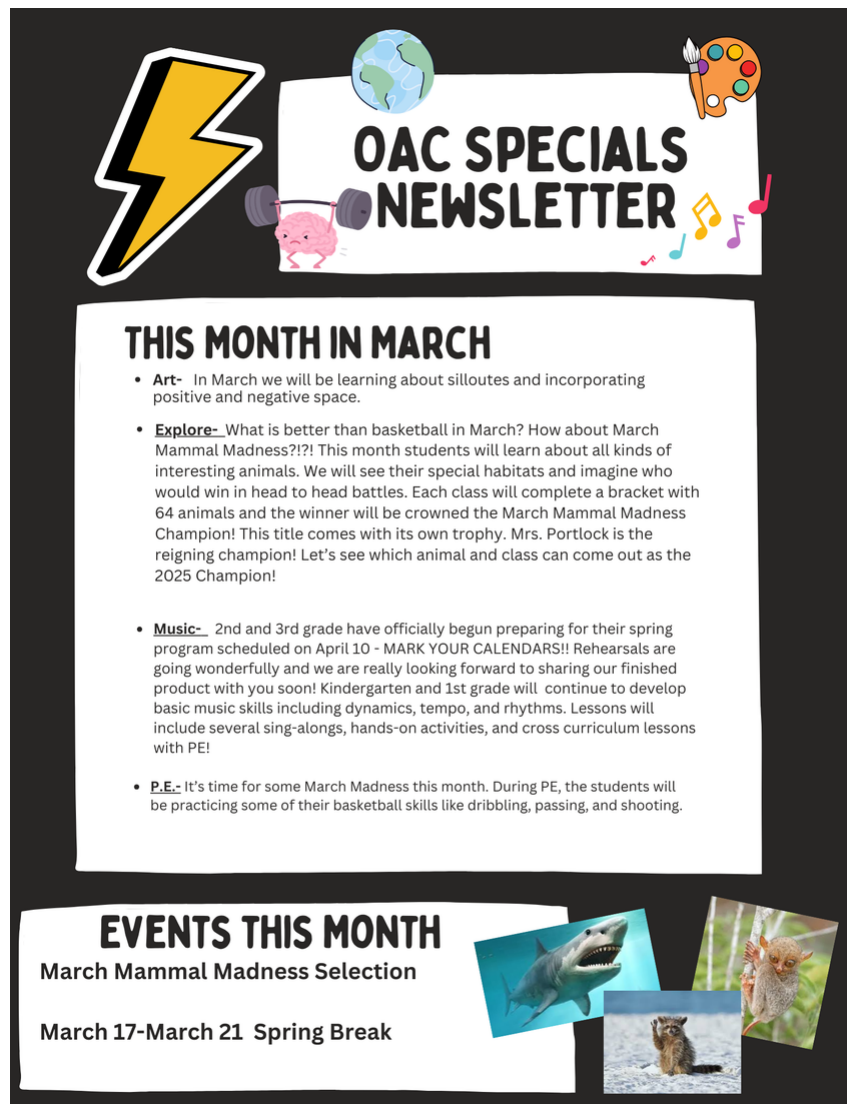 OAC SPECIALS
NEWSLETTER
THIS MONTH IN MARCH
• Art- In March we will be learning about silloutes and incorporating
positive and negative space.
• Explore- What is better than basketball in March? How about March
Mammal Madness?!?! This month students will learn about all kinds of
interesting animals. We will see their special habitats and imagine who
would win in head to head battles. Each class will complete a bracket with
64 animals and the winner will be crowned the March Mammal Madness
Champion! This title comes with its own trophy. Mrs. Portlock is the
reigning champion! Let's see which animal and class can come out as the
2025 Champion!
• Music- 2nd and 3rd grade have officially begun preparing for their spring
program scheduled on April 10 - MARK YOUR CALENDARS!! Rehearsals are
going wonderfully and we are really looking forward to sharing our finished
product with you soon! Kindergarten and 1st grade will continue to develop
basic music skills including dynamics, tempo, and rhythms. Lessons will
include several sing-alongs, hands-on activities, and cross curriculum lessons
with PE!
• P.E.- It's time for some March Madness this month. During PE, the students will
be practicing some of their basketball skills like dribbling, passing, and shooting.
EVENTS THIS MONTH
March Mammal Madness Selection
March 17-March 21 Spring Break